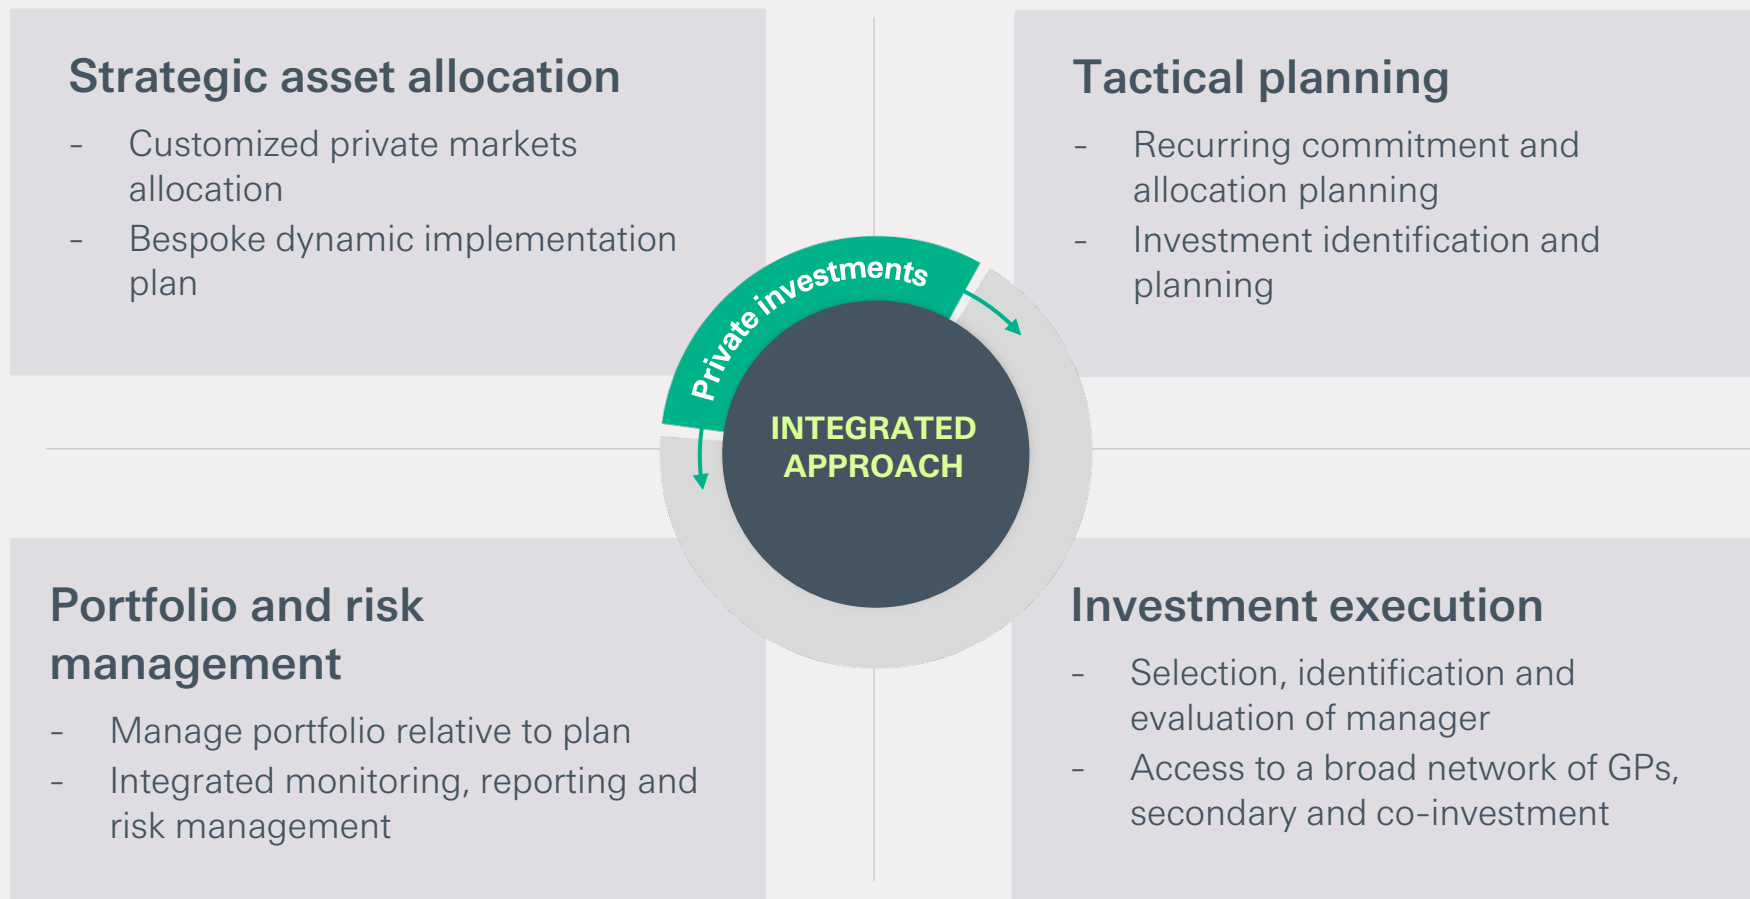 Strategic asset allocation
- Customized private markets
allocation
- Bespoke dynamic implementation
plan
Tactical planning
- Recurring commitment and
allocation planning
- Investment identification and
planning
Private investments
INTEGRATED
APPROACH
Portfolio and risk
management
- Manage portfolio relative to plan
- Integrated monitoring, reporting and
risk management
Investment execution
- Selection, identification and
evaluation of manager
- Access to a broad network of GPs,
secondary and co-investment